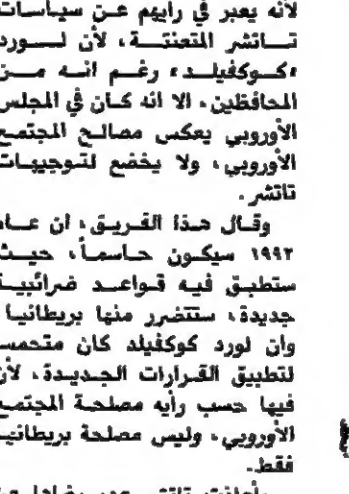 لأنه يعبر في رأيهم عن سياسات
تاتشر المتعنتة، لأن لورد
«كوكفيلد» رغم انه من
المحافظين، الا انه كان في المجلس
الأوروبي يعكس مصالح المجتمع
الأوروبي، ولا يخضع لتوجيهات
تاتشر.
وقال هذا الفريق، ان عام
١٩٩٢ سيكون حاسماً، حيث
ستطبق فيه قواعد ضرائبية
جديدة، ستتضرر منها بريطانيا،
وان لورد كوكفيلد كان متحمس
لتطبيق القرارات الجديدة، لأن
فيها حسب رأيه مصلحة المجتمع
الأوروبي، وليس مصلحة بريطانيا
فقط.